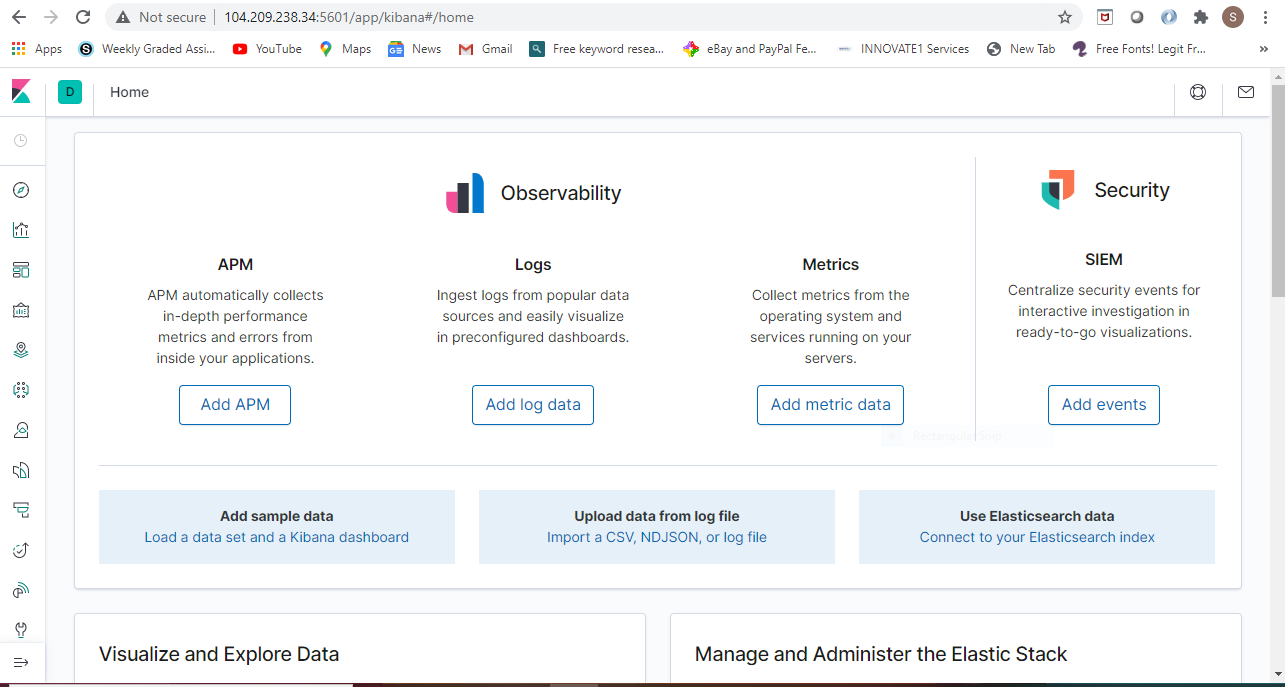 Not secure | 104.209.238.34:5601/app/kibana#/home
S
Apps
S Weekly Graded Assi...
YouTube
Maps
News
Gmail
Free keyword resea...
eBay and PayPal Fe...
INNOVATE1 Services
New Tab
Free Fonts! Legit Fr...
»
D
Home
Observability
Security
APM
APM automatically collects
in-depth performance
metrics and errors from
inside your applications.
Add APM
Logs
Ingest logs from popular data
sources and easily visualize
in preconfigured dashboards.
Add log data
Metrics
Collect metrics from the
operating system and
services running on your
servers.
Add metric data
SIEM
Centralize security events for
interactive investigation in
ready-to-go visualizations.
Add events
Rectangular Snip
Add sample data
Load a data set and a Kibana dashboard
Upload data from log file
Import a CSV, NDJSON, or log file
Use Elasticsearch data
Connect to your Elasticsearch index
Visualize and Explore Data
Manage and Administer the Elastic Stack